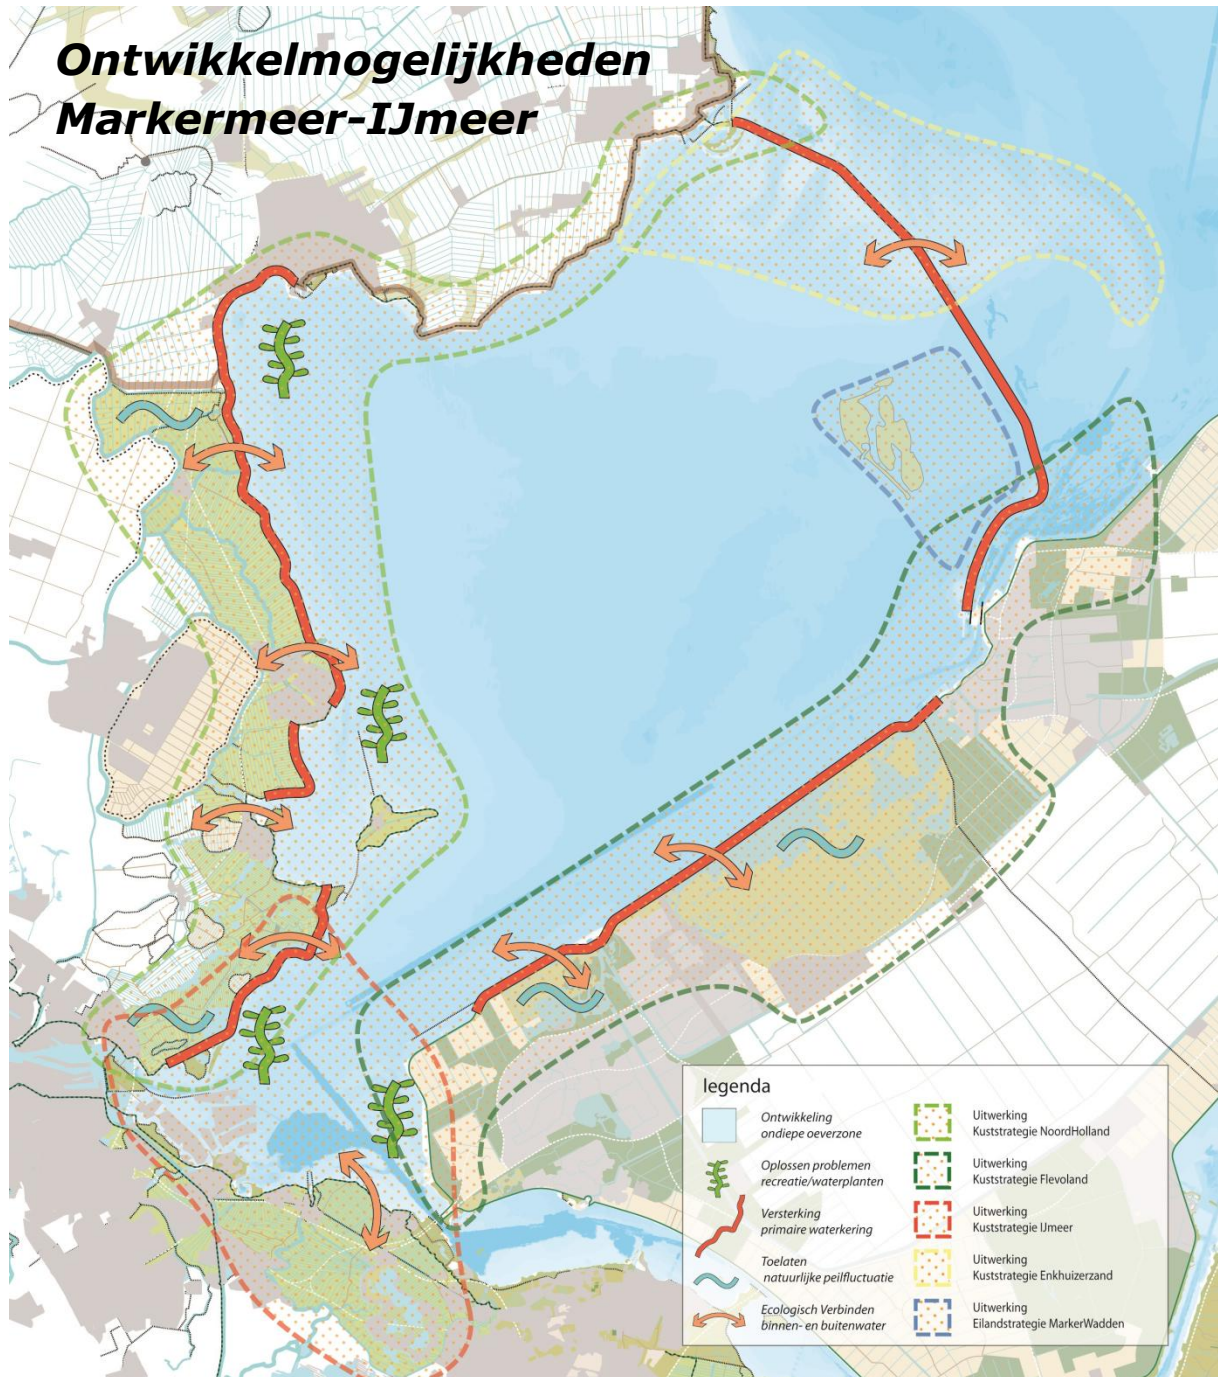 Ontwikkelmogelijkheden
Markermeer-IJmeer
legenda
Ontwikkeling
ondiepe oeverzone
Oplossen problemen
recreatie/waterplanten
Versterking
primaire waterkering
Toelaten
natuurlijke peilfluctuatie
Ecologisch Verbinden
binnen- en buitenwater
Uitwerking
Kuststrategie NoordHolland
Uitwerking
Kuststrategie Flevoland
Uitwerking
Kuststrategie IJmeer
Uitwerking
Kuststrategie Enkhuizerzand
Uitwerking
Eilandstrategie MarkerWadden